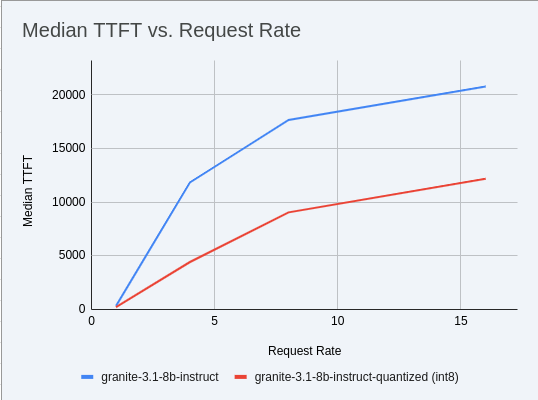 Median TTFT vs. Request Rate
Median TTFT
20000
15000
10000
5000
0
0 5 10 15
Request Rate
granite-3.1-8b-instruct granite-3.1-8b-instruct-quantized (int8)